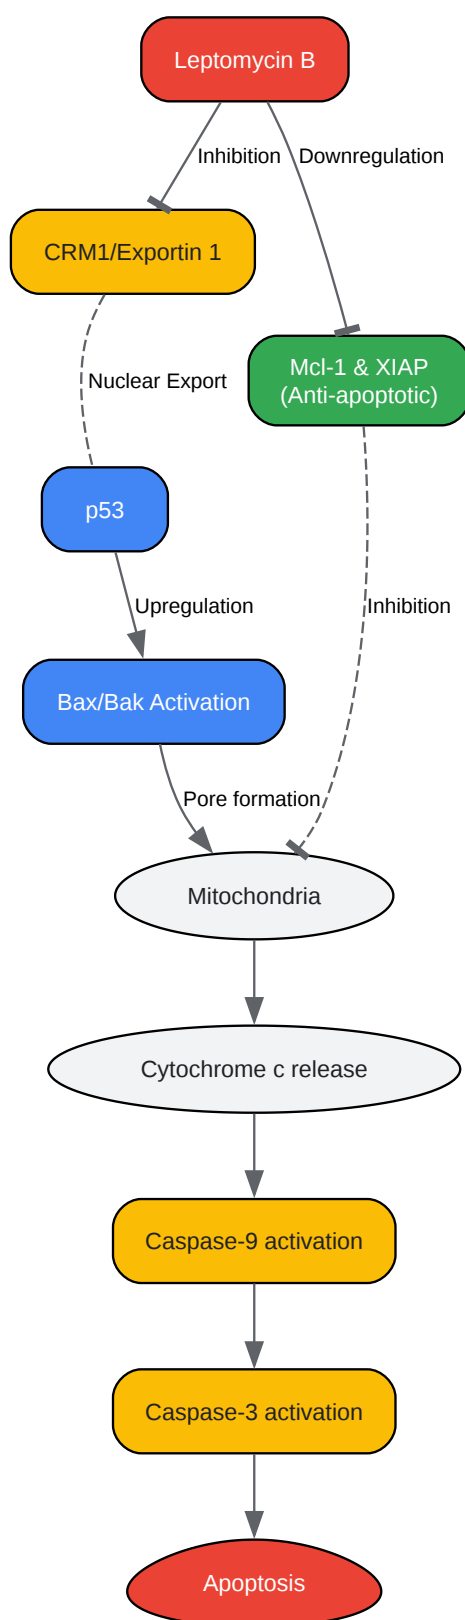 Leptomycin B
Inhibition
Downregulation
CRM1/Exportin 1
Mcl-1 & XIAP
(Anti-apoptotic)
Nuclear Export
p53
Upregulation
Inhibition
Bax/Bak Activation
Pore formation
Mitochondria
Cytochrome c release
Caspase-9 activation
Caspase-3 activation
Apoptosis